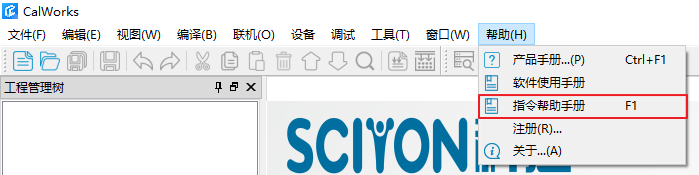 CalWorks
文件(F) 编辑(E) 视图(W) 编译(B) 联机(O) 设备 调试 工具(T) 窗口(W) 帮助(H)
产品手册...(P) Ctrl+F1
软件使用手册
工程管理树
指令帮助手册 F1
注册(R)...
关于...(A)
SCIYON